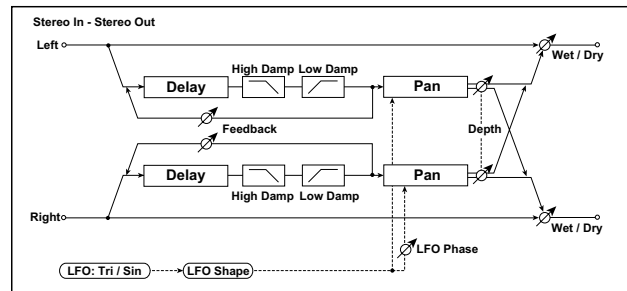 Stereo In - Stereo Out
Left
Wet / Dry
High Damp Low Damp
Delay
Pan
Feedback
Depth
Delay
Pan
High Damp Low Damp
Right
Wet / Dry
LFO Phase
LFO: Tri / Sin
LFO Shape